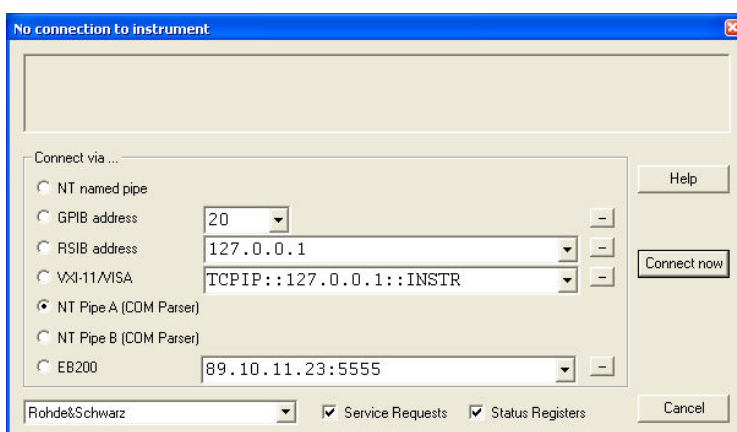 No connection to instrument
Connect via ...
NT named pipe
GPIB address 20 –
RSIB address 127.0.0.1 –
VXI-11/VISA TCPIP::127.0.0.1::INSTR –
NT Pipe A (COM Parser)
NT Pipe B (COM Parser)
EB200 89.10.11.23:5555 –
Help
Connect now
Rohde&Schwarz Service Requests Status Registers Cancel